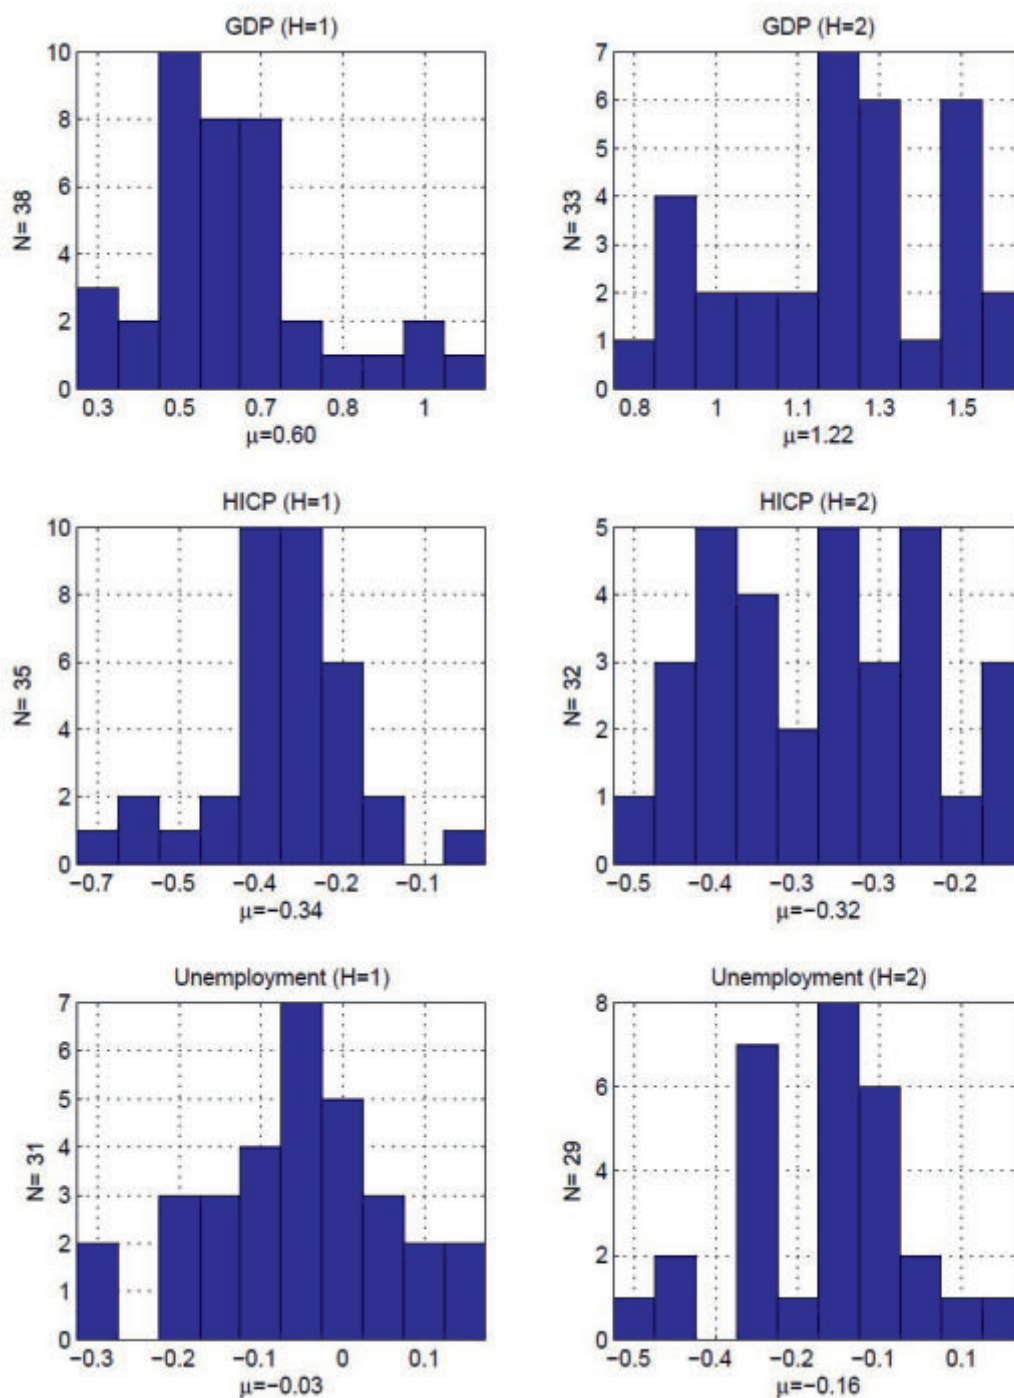 GDP (H=1)
10
8
6
4
2
0
N= 38
0.3 0.5 0.7 0.8 1
μ=0.60
GDP (H=2)
7
6
5
4
3
2
1
0
N= 33
0.8 1 1.1 1.3 1.5
μ=1.22
HICP (H=1)
10
8
6
4
2
0
N= 35
−0.7 −0.5 −0.4 −0.2 −0.1
μ=−0.34
HICP (H=2)
5
4
3
2
1
0
N= 32
−0.5 −0.4 −0.3 −0.3 −0.2
μ=−0.32
Unemployment (H=1)
7
6
5
4
3
2
1
0
N= 31
−0.3 −0.2 −0.1 0 0.1
μ=−0.03
Unemployment (H=2)
8
6
4
2
0
N= 29
−0.5 −0.4 −0.2 −0.1 0.1
μ=−0.16